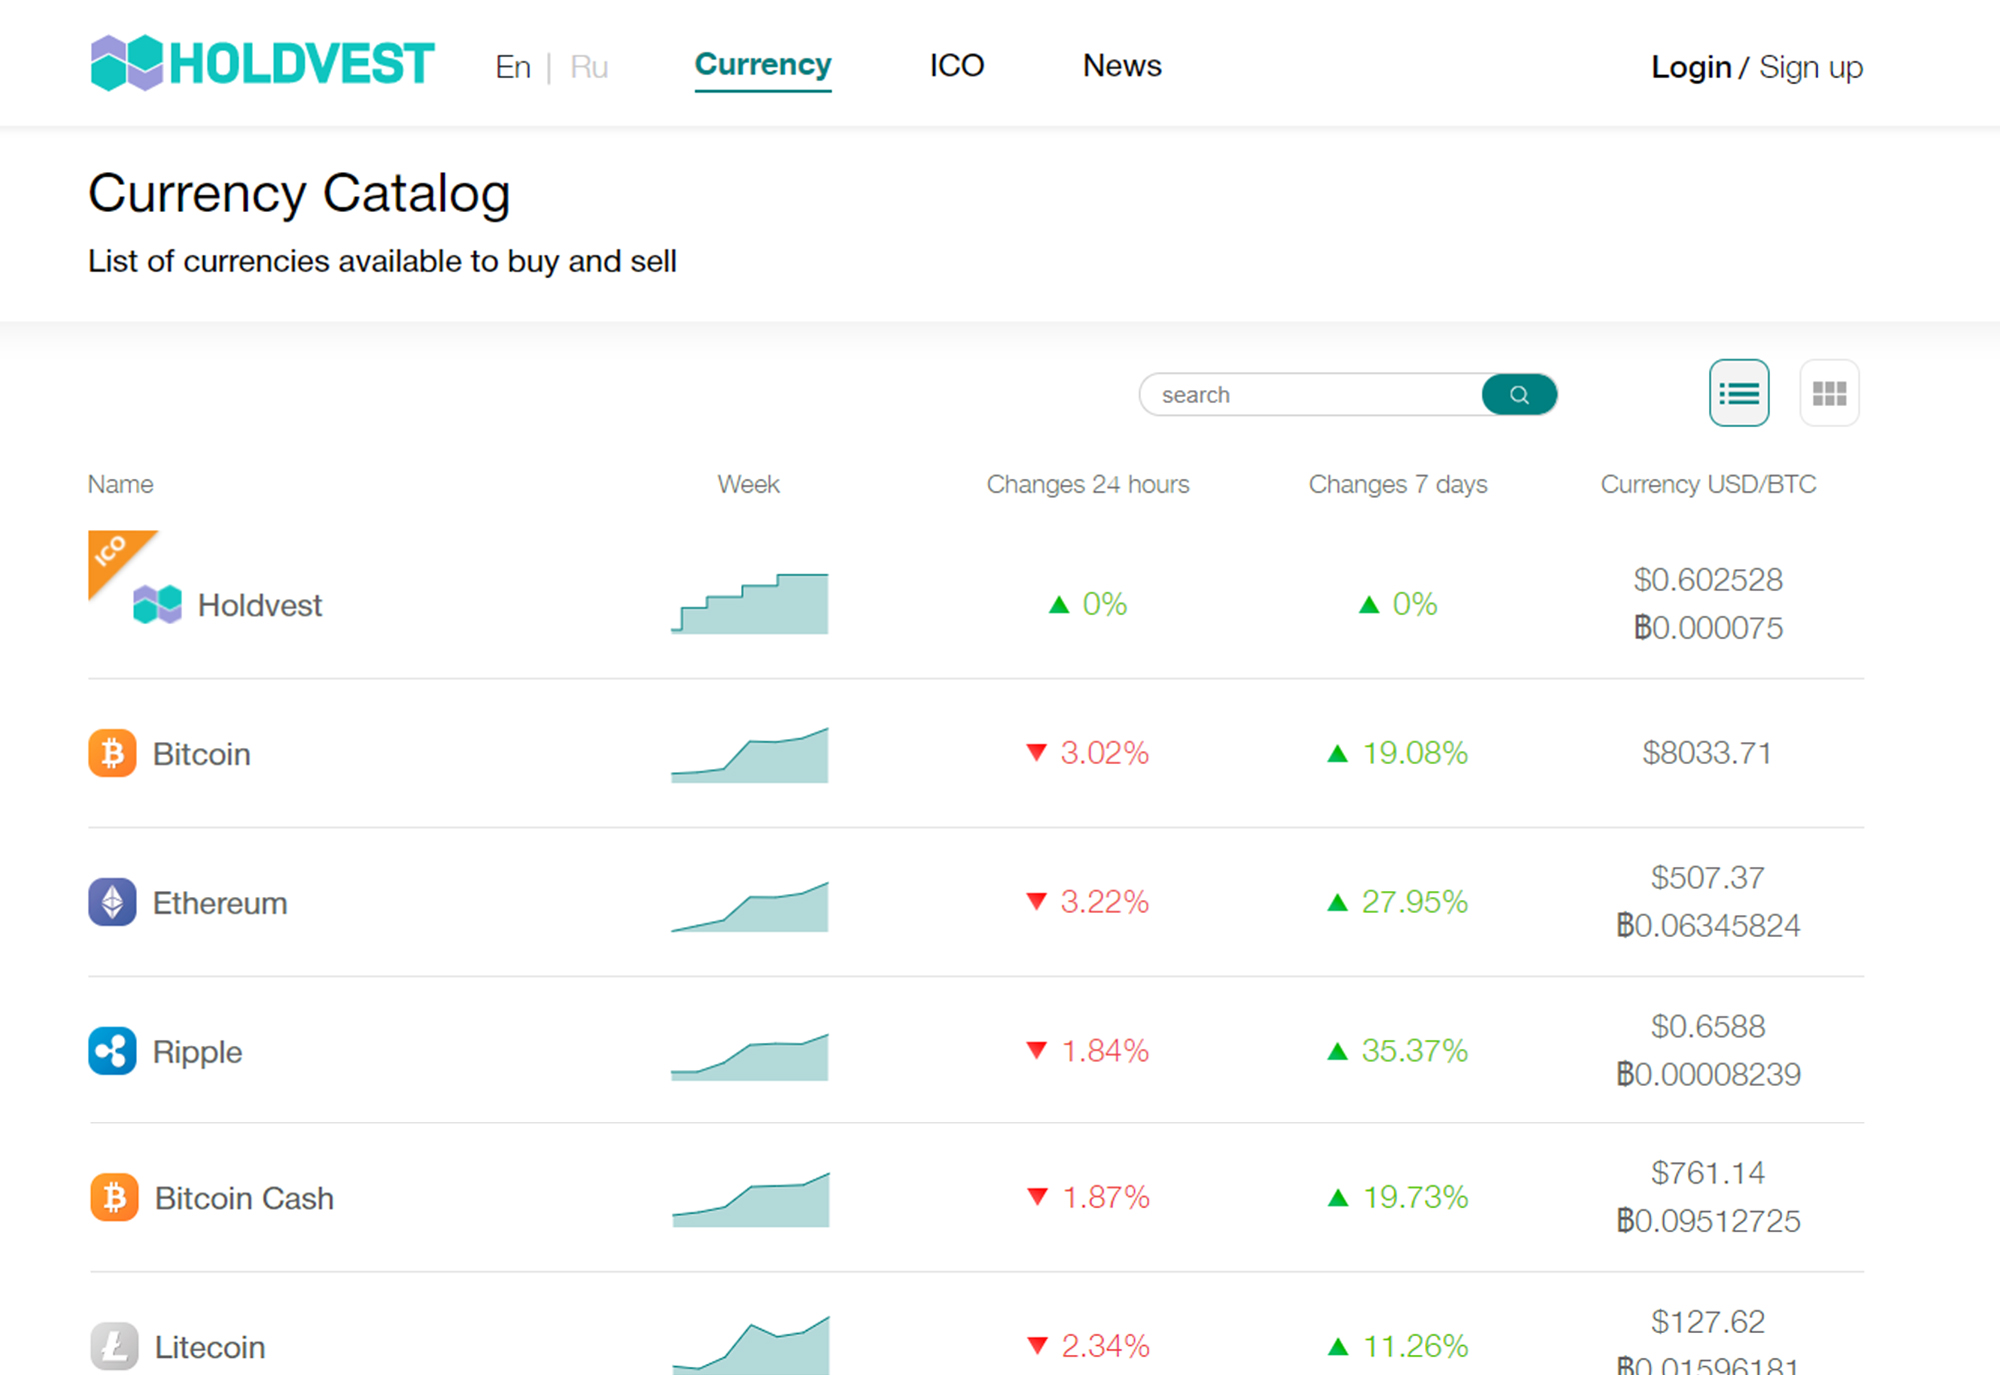 HOLDVEST En | Ru Currency ICO News Login / Sign up
Currency Catalog
List of currencies available to buy and sell
search
Name Week Changes 24 hours Changes 7 days Currency USD/BTC
ICO
Holdvest ▲ 0% ▲ 0% $0.602528
฿0.000075
Bitcoin ▼ 3.02% ▲ 19.08% $8033.71
Ethereum ▼ 3.22% ▲ 27.95% $507.37
฿0.06345824
Ripple ▼ 1.84% ▲ 35.37% $0.6588
฿0.00008239
Bitcoin Cash ▼ 1.87% ▲ 19.73% $761.14
฿0.09512725
Litecoin ▼ 2.34% ▲ 11.26% $127.62
฿0.01596181